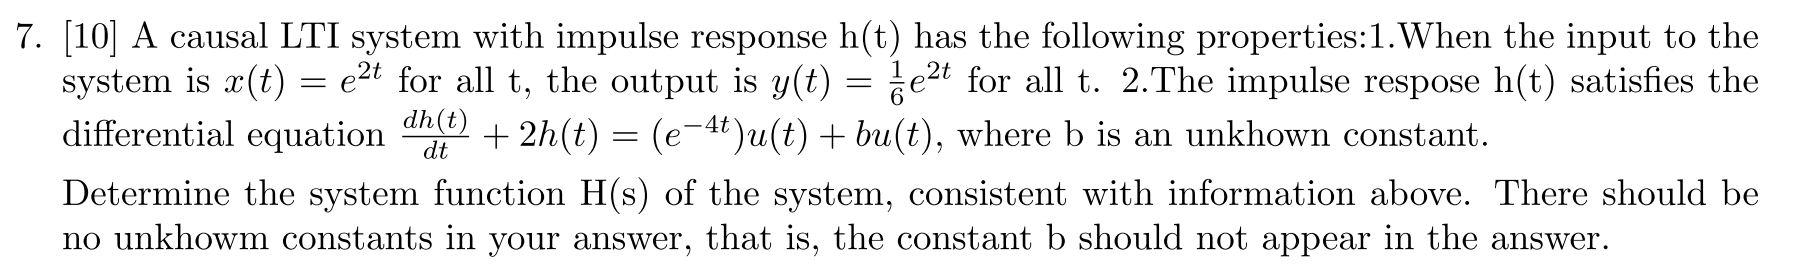 7. [10] A causal LTI system with impulse response h(t) has the following properties:1.When the input to the
system is x(t) = e^{2t} for all t, the output is y(t) = \frac{1}{6}e^{2t} for all t. 2.The impulse respose h(t) satisfies the
differential equation \frac{dh(t)}{dt} + 2h(t) = (e^{-4t})u(t) + bu(t), where b is an unkhown constant.
Determine the system function H(s) of the system, consistent with information above. There should be
no unkhowm constants in your answer, that is, the constant b should not appear in the answer.